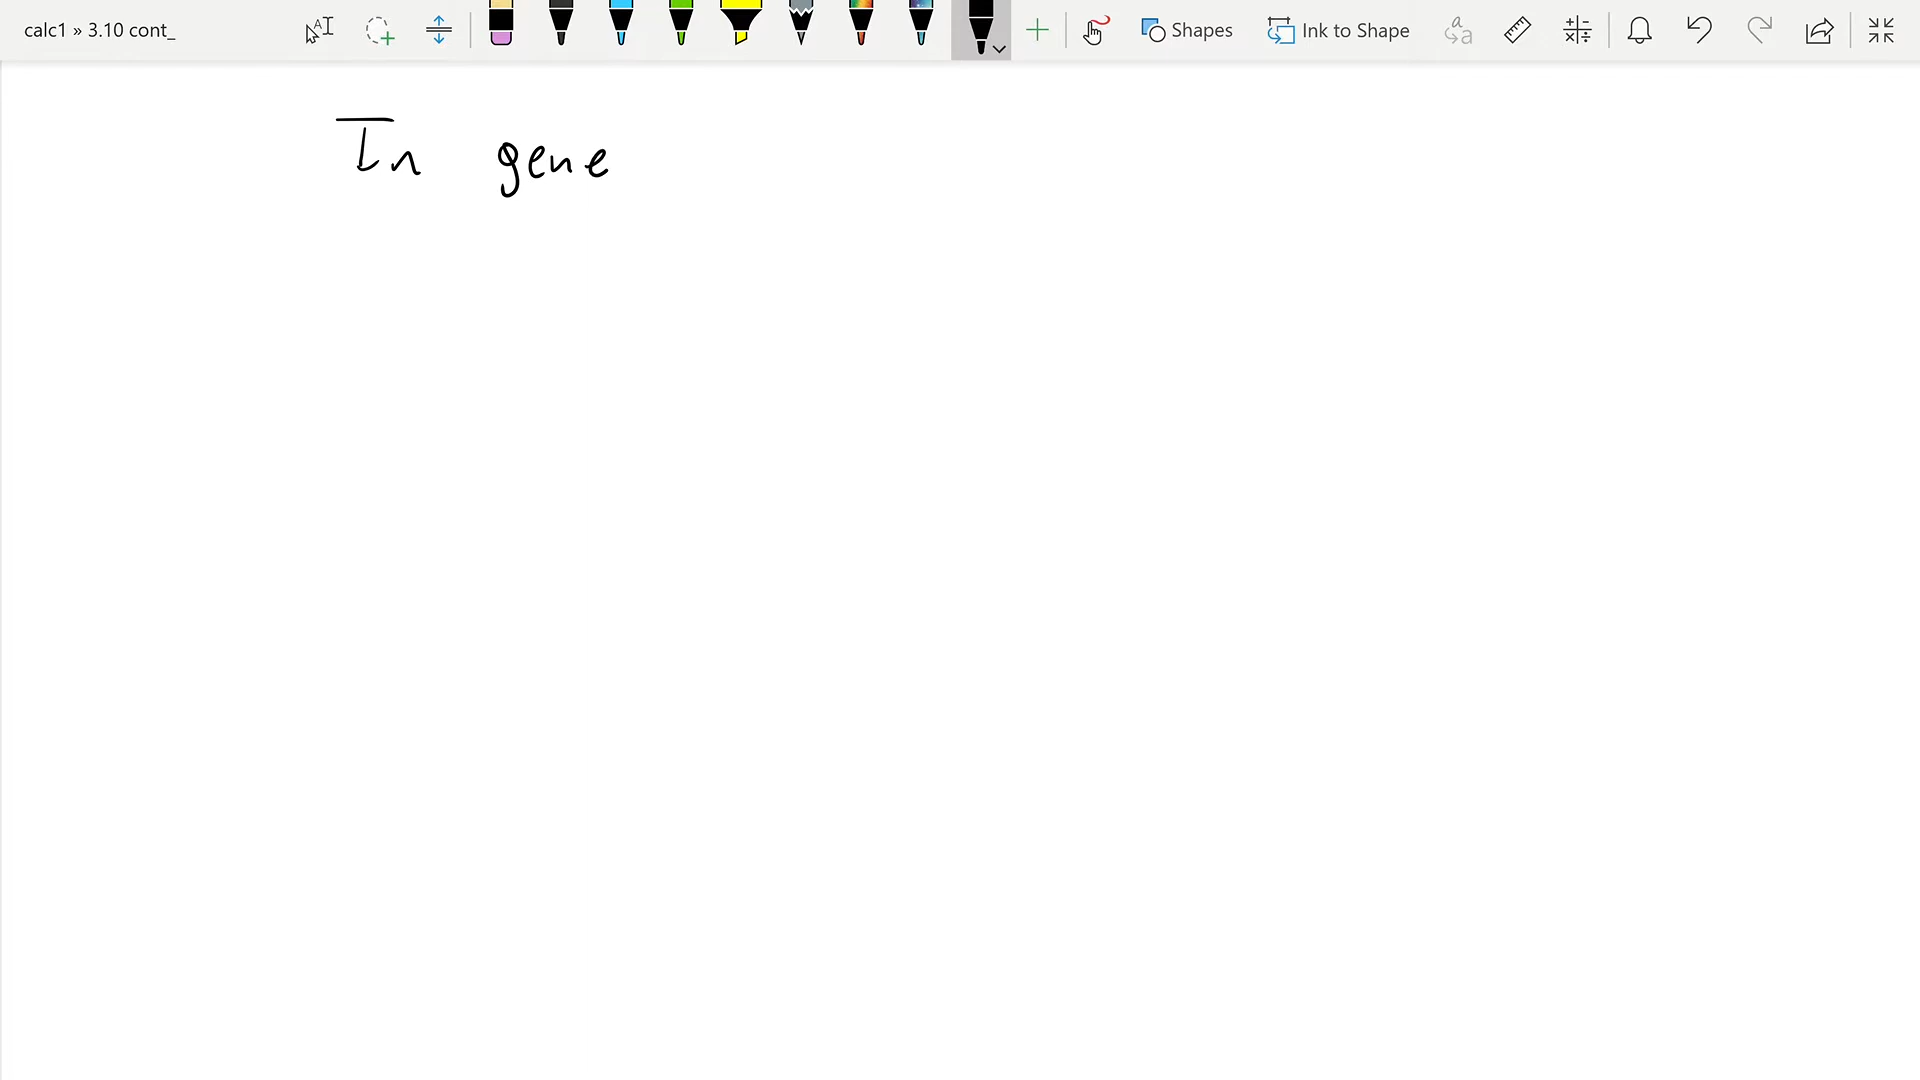 calc1 » 3.10 cont_ Shapes Ink to Shape
In gene